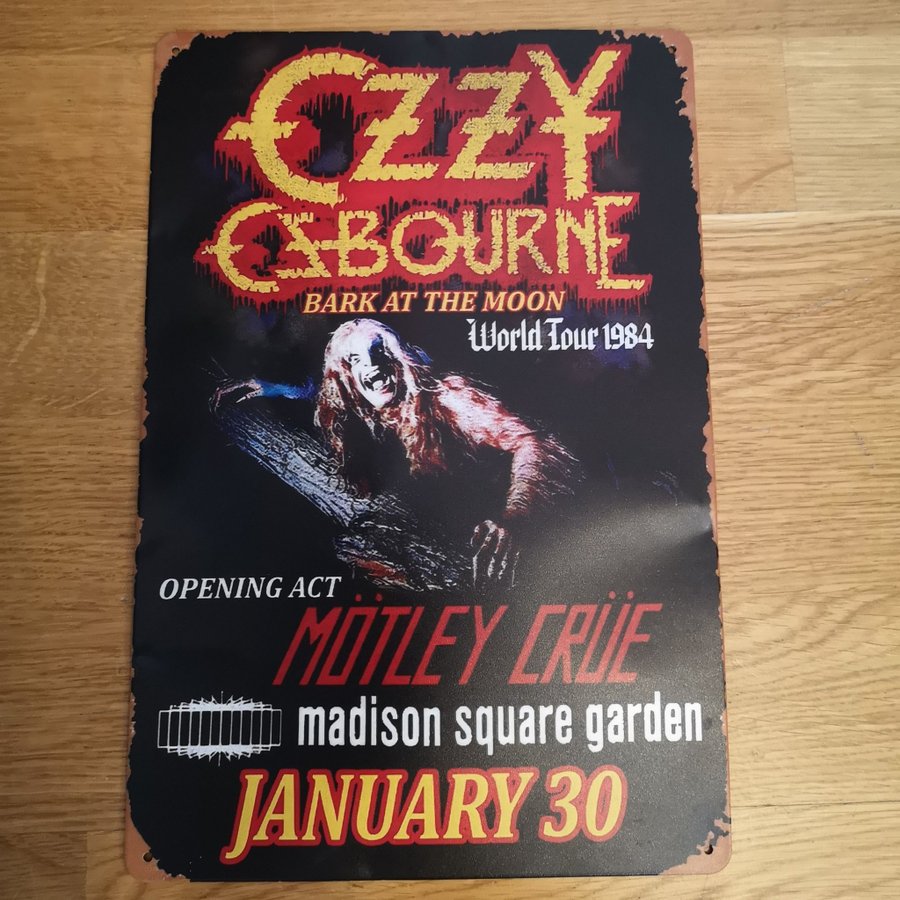 OZZY
OSBOURNE
BARK AT THE MOON
World Tour 1984
OPENING ACT
MÖTLEY CRÜE
madison square garden
JANUARY 30